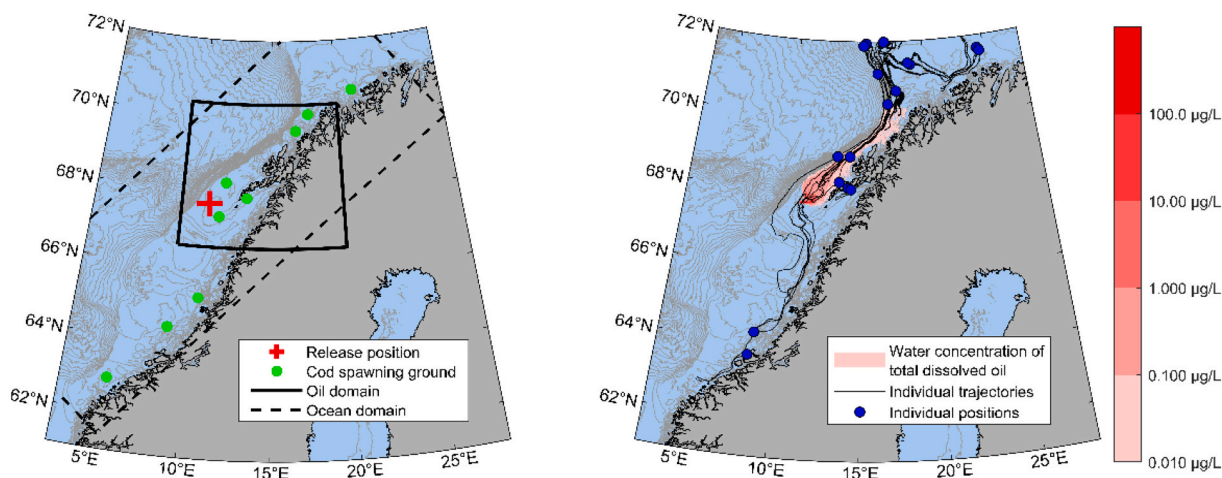 72°N
70°N
68°N
66°N
64°N
62°N
5°E
10°E
15°E
20°E
25°E
Release position
Cod spawning ground
Oil domain
Ocean domain
72°N
70°N
68°N
66°N
64°N
62°N
5°E
10°E
15°E
20°E
25°E
Water concentration of
total dissolved oil
Individual trajectories
Individual positions
100.0 µg/L
10.00 µg/L
1.000 µg/L
0.100 µg/L
0.010 µg/L